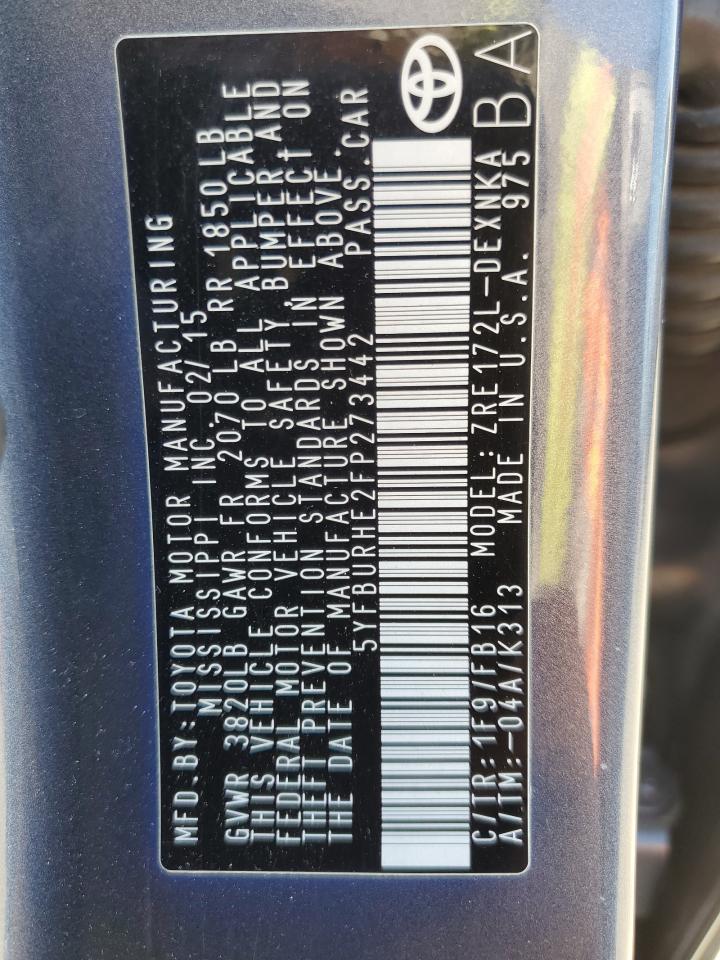 MFD.BY:TOYOTA MOTOR MANUFACTURING
MISSISSIPPI INC.02/15
GVWR 3820LB GAWR FR 2070 LB RR 1850LB
THIS VEHICLE CONFORMS TO ALL APPLICABLE
FEDERAL MOTOR VEHICLE SAFETY,BUMPER AND
THEFT PREVENTION STANDARDS IN EFFECT ON
THE DATE OF MANUFACTURE SHOWN ABOVE.
5YFBURHE2FP273442 PASS.CAR
C/TR:1F9/FB16 MODEL:ZRE172L-DEXNKA
A/TM:-04A/K313 MADE IN U.S.A. 975
BA